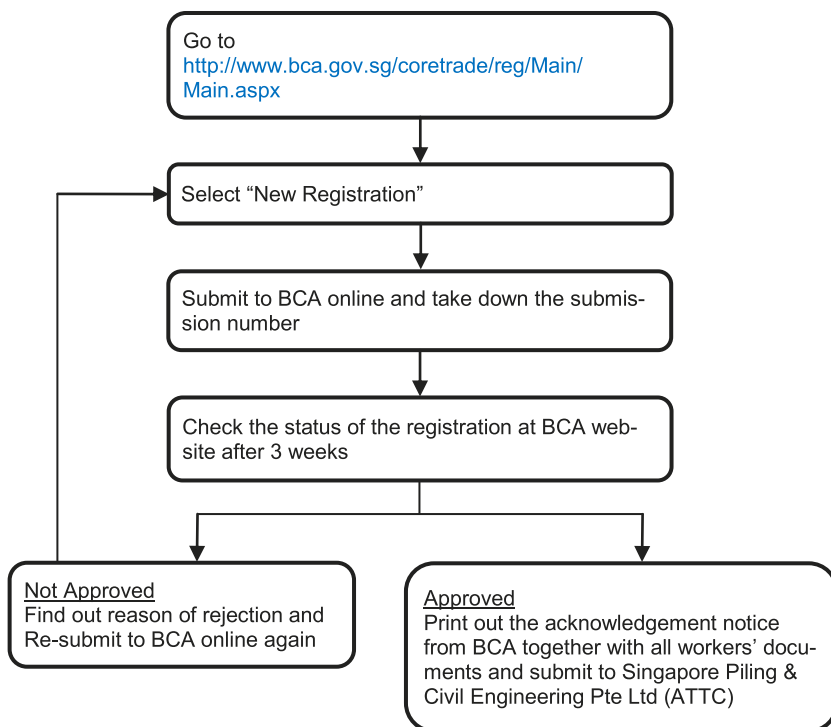 Go to
http://www.bca.gov.sg/coretrade/reg/Main/
Main.aspx
Select “New Registration”
Submit to BCA online and take down the submis-
sion number
Check the status of the registration at BCA web-
site after 3 weeks
Not Approved
Find out reason of rejection and
Re-submit to BCA online again
Approved
Print out the acknowledgement notice
from BCA together with all workers’ docu-
ments and submit to Singapore Piling &
Civil Engineering Pte Ltd (ATTC)